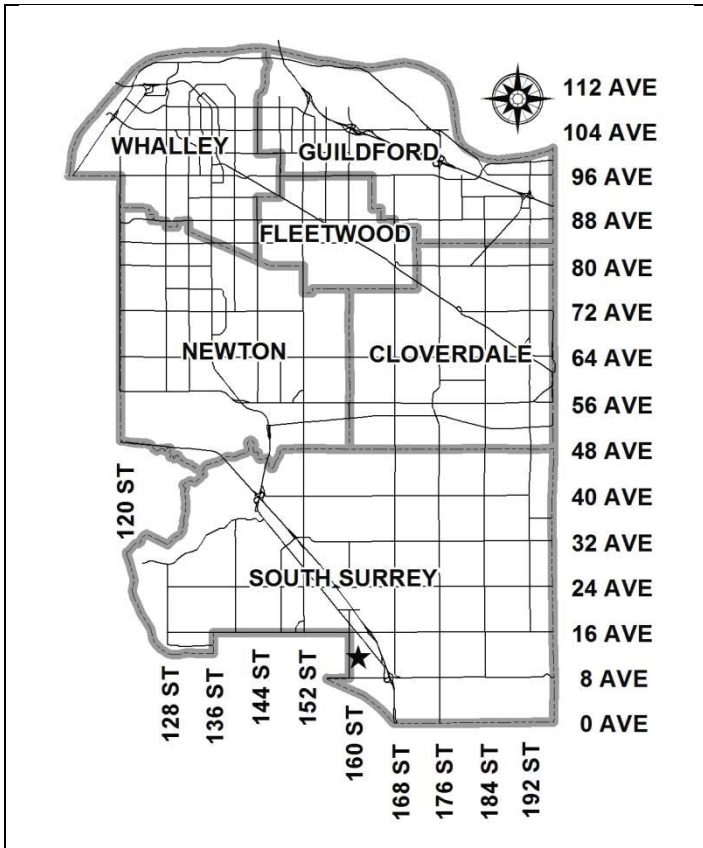 112 AVE
104 AVE
WHALLEY
GUILDFORD
96 AVE
88 AVE
FLEETWOOD
80 AVE
72 AVE
NEWTON
CLOVERDALE
64 AVE
56 AVE
48 AVE
120 ST
40 AVE
32 AVE
SOUTH SURREY
24 AVE
16 AVE
128 ST
136 ST
144 ST
152 ST
8 AVE
160 ST
0 AVE
168 ST
176 ST
184 ST
192 ST